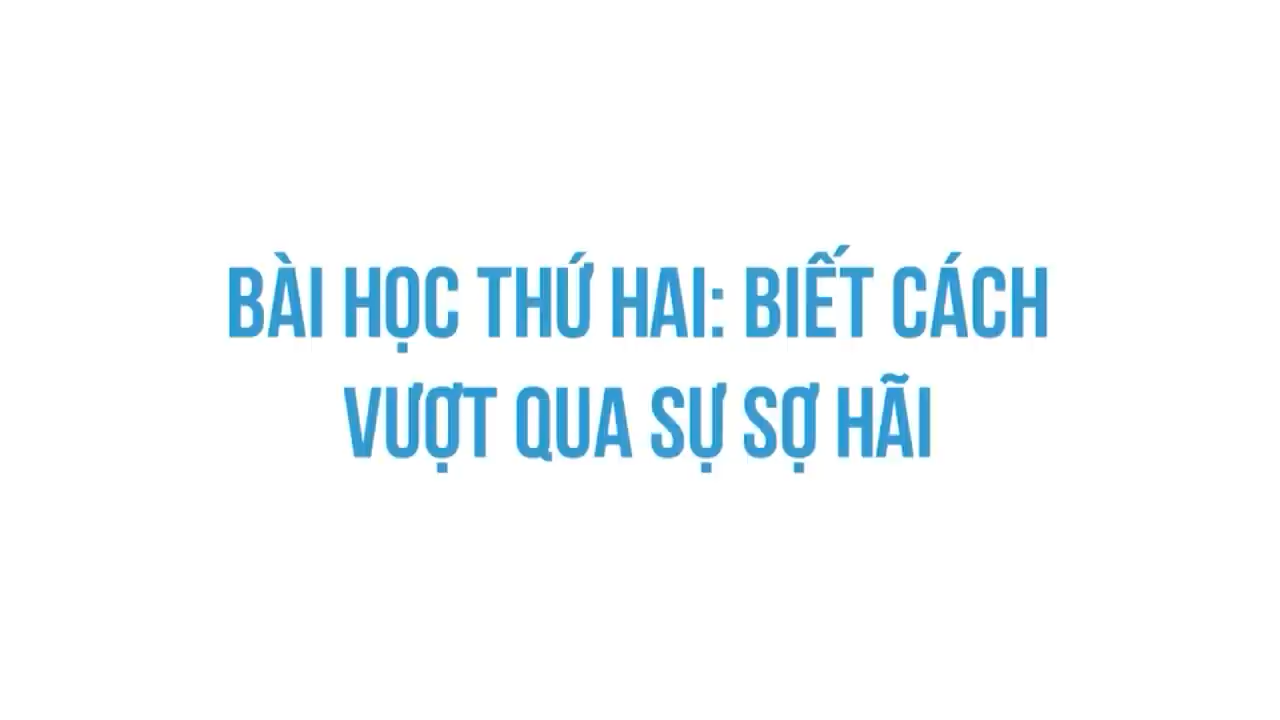 BÀI HỌC THỨ HAI: BIẾT CÁCH
VƯỢT QUA SỰ SỢ HÃI